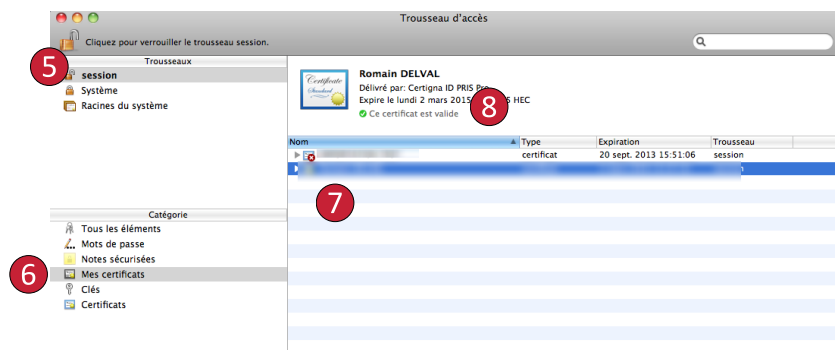 Trousseau d'accès
Cliquez pour verrouiller le trousseau session.
5
Trousseaux
session
Système
Racines du système
Certificate
Standard
Romain DELVAL
Délivré par: Certigna ID PRIS Pro
Expire le lundi 2 mars 2015 HEC
Ce certificat est valide
8
Nom Type Expiration Trousseau
certificat 20 sept. 2013 15:51:06 session
7
Catégorie
Tous les éléments
Mots de passe
Notes sécurisées
6
Mes certificats
Clés
Certificats